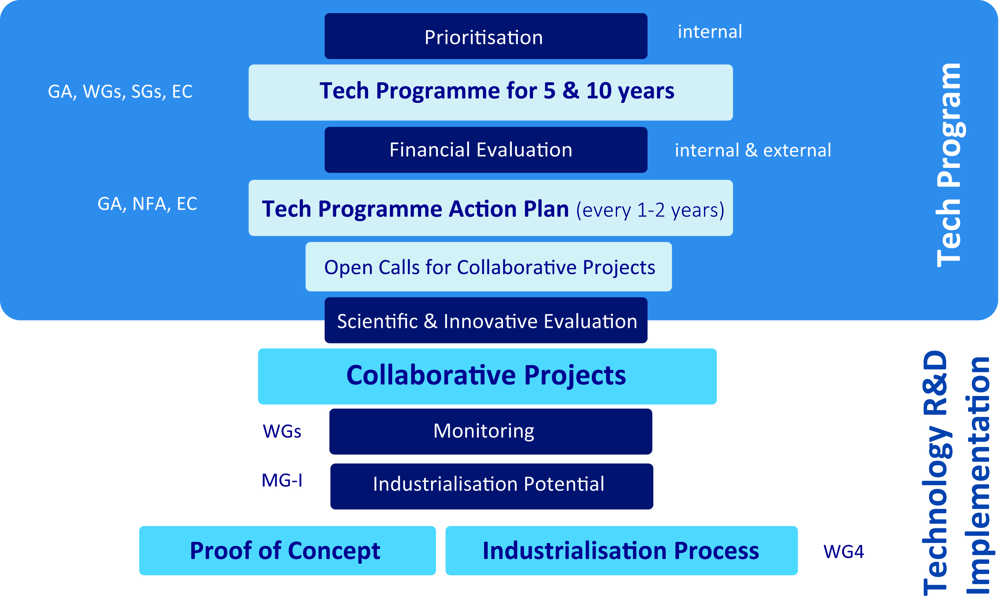 Prioritisation
internal
GA, WGs, SGs, EC
Tech Programme for 5 & 10 years
Financial Evaluation
internal & external
GA, NFA, EC
Tech Programme Action Plan (every 1-2 years)
Open Calls for Collaborative Projects
Tech Program
Scientific & Innovative Evaluation
Collaborative Projects
WGs
Monitoring
MG-I
Industrialisation Potential
Proof of Concept
Industrialisation Process
WG4
Technology R&D
Implementation